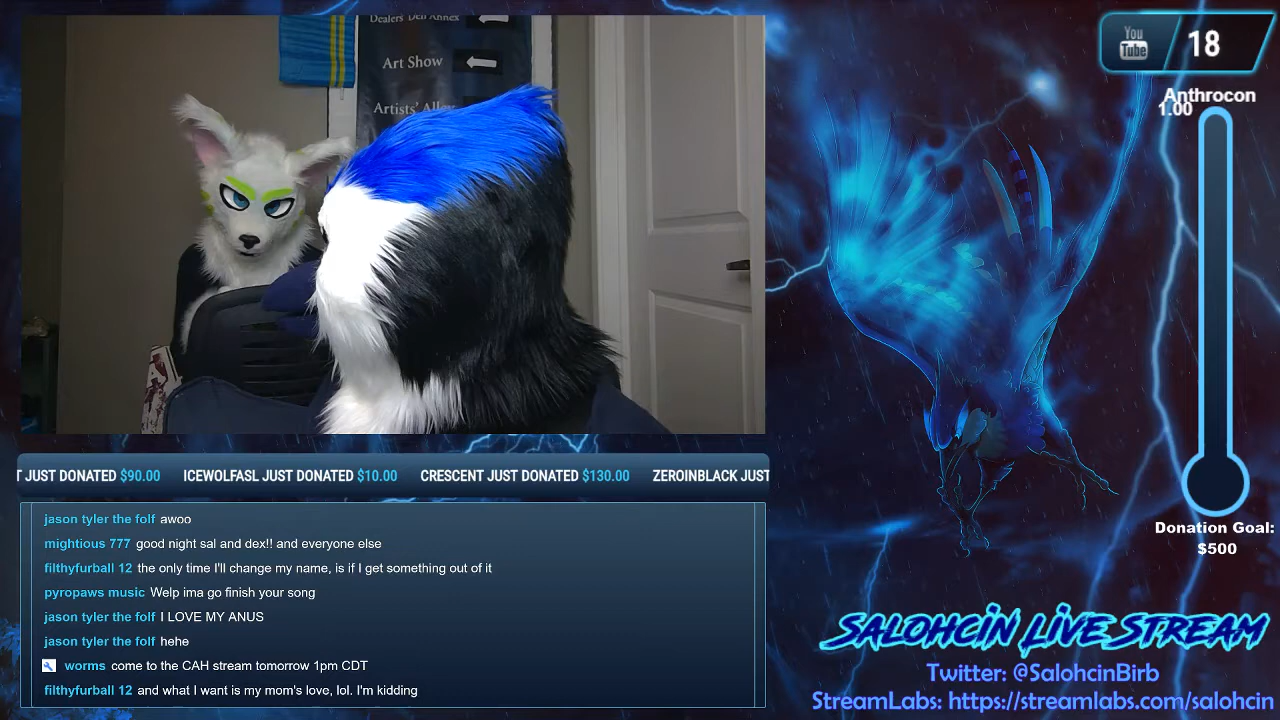 Dealers' Den Annex
Art Show
Artists' Alley
You
Tube
18
Anthrocon
1.00
T JUST DONATED $90.00 ICEWOLFASL JUST DONATED $10.00 CRESCENT JUST DONATED $130.00 ZEROINBLACK JUST
jason tyler the folf awoo
mightious 777 good night sal and dex!! and everyone else
filthyfurball 12 the only time I'll change my name, is if I get something out of it
pyropaws music Welp ima go finish your song
jason tyler the folf I LOVE MY ANUS
jason tyler the folf hehe
worms come to the CAH stream tomorrow 1pm CDT
filthyfurball 12 and what I want is my mom's love, lol. I'm kidding
Donation Goal:
$500
Salohcin Live Stream
Twitter: @SalohcinBirb
StreamLabs: https://streamlabs.com/salohcin